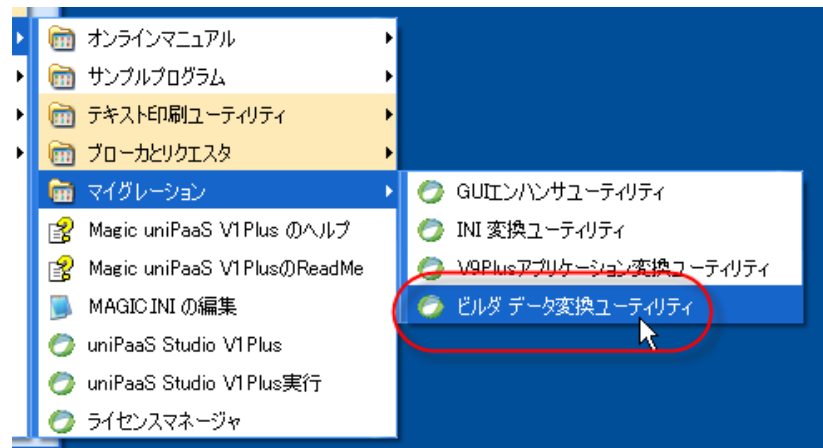 オンラインマニュアル
サンプルプログラム
テキスト印刷ユーティリティ
ブローカとリクエスタ
マイグレーション
Magic uniPaaS V1Plus のヘルプ
Magic uniPaaS V1PlusのReadMe
MAGIC.INI の編集
uniPaaS Studio V1Plus
uniPaaS Studio V1Plus実行
ライセンスマネージャ
GUIエンハンサユーティリティ
INI 変換ユーティリティ
V9Plusアプリケーション変換ユーティリティ
ビルダ データ変換ユーティリティ